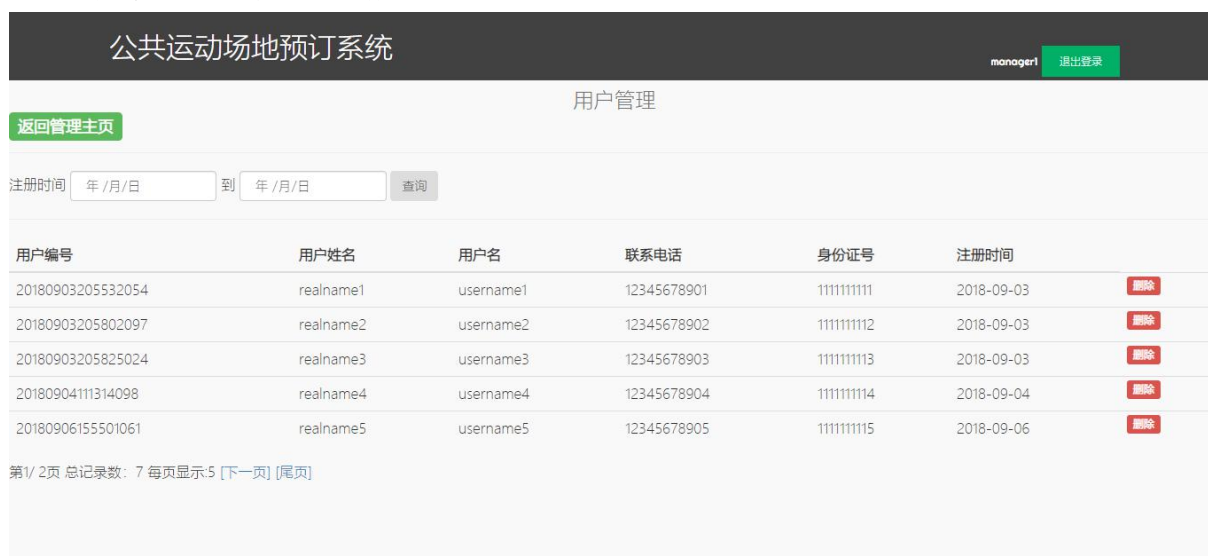 公共运动场地预订系统
manager1 退出登录
用户管理
返回管理主页
注册时间 年 /月/日 到 年 /月/日 查询
用户编号 用户姓名 用户名 联系电话 身份证号 注册时间
20180903205532054 realname1 username1 12345678901 1111111111 2018-09-03 删除
20180903205802097 realname2 username2 12345678902 1111111112 2018-09-03 删除
20180903205825024 realname3 username3 12345678903 1111111113 2018-09-03 删除
20180904111314098 realname4 username4 12345678904 1111111114 2018-09-04 删除
20180906155501061 realname5 username5 12345678905 1111111115 2018-09-06 删除
第1/ 2页 总记录数：7 每页显示:5 [下一页] [尾页]